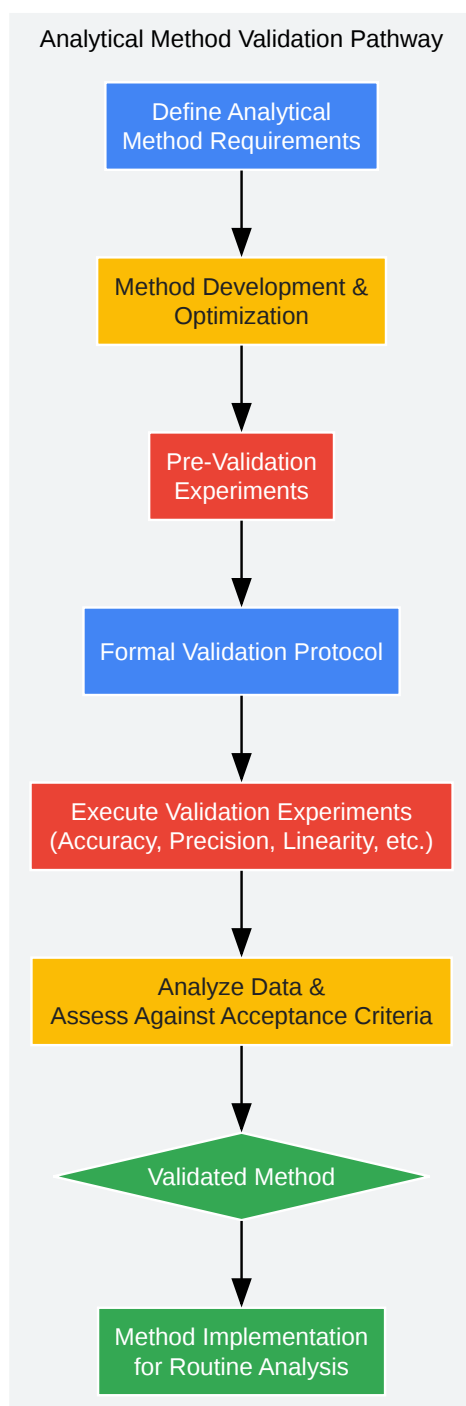 Analytical Method Validation Pathway
Define Analytical
Method Requirements
Method Development &
Optimization
Pre-Validation
Experiments
Formal Validation Protocol
Execute Validation Experiments
(Accuracy, Precision, Linearity, etc.)
Analyze Data &
Assess Against Acceptance Criteria
Validated Method
Method Implementation
for Routine Analysis